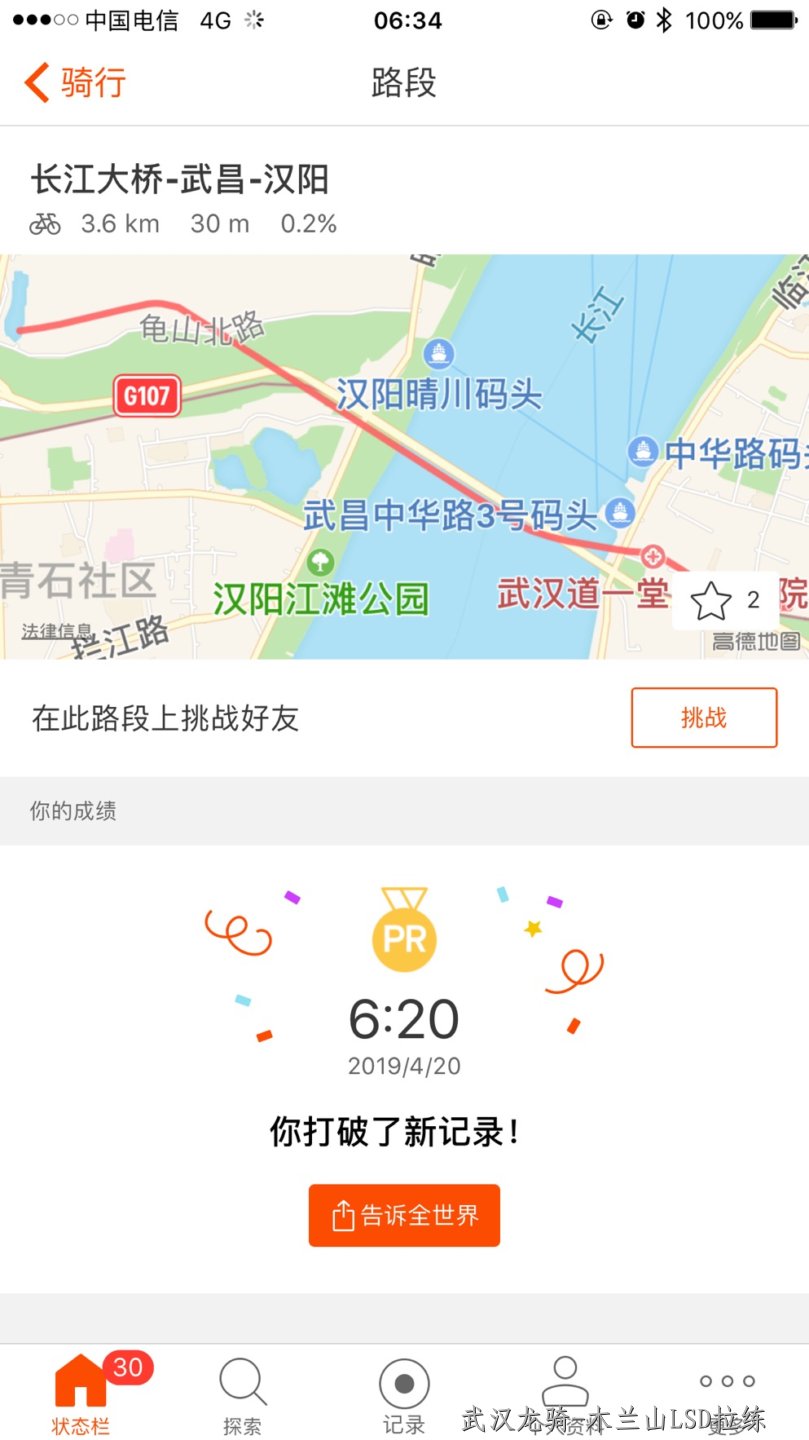 中国电信 4G 06:34 100%
骑行 路段
长江大桥-武昌-汉阳
3.6 km 30 m 0.2%
临江
长江
龟山北路
G107
汉阳晴川码头
中华路码头
武昌中华路3号码头
青石社区
汉阳江滩公园
武汉道一堂
院
2
法律信息
拦江路
高德地图
在此路段上挑战好友
挑战
你的成绩
PR
6:20
2019/4/20
你打破了新记录!
告诉全世界
30
状态栏 探索 记录 个人资料 更多
武汉龙骑-木兰山LSD拉练